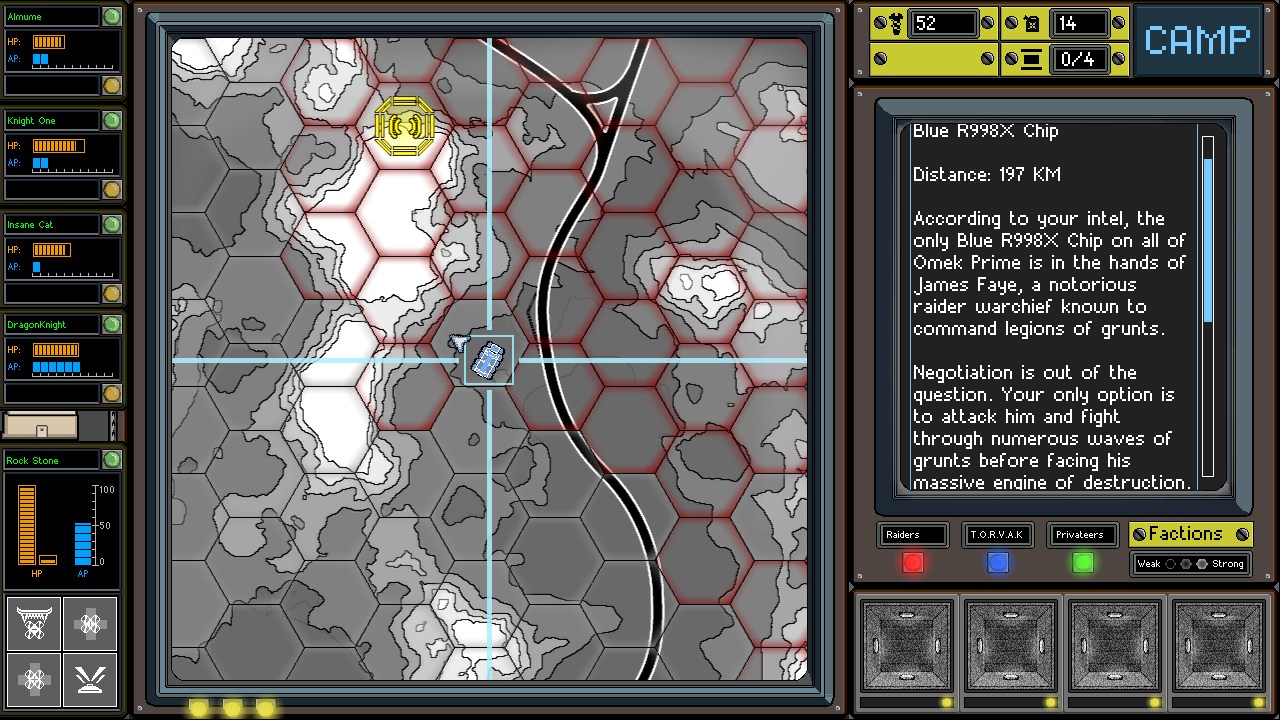 Almume
HP:
AP:
Knight One
HP:
AP:
Insane Cat
HP:
AP:
DragonKnight
HP:
AP:
Rock Stone
100
50
0
HP
AP
52
14
0/4
CAMP
Blue R998X Chip
Distance: 197 KM
According to your intel, the
only Blue R998X Chip on all of
Omek Prime is in the hands of
James Faye, a notorious
raider warchief known to
command legions of grunts.
Negotiation is out of the
question. Your only option is
to attack him and fight
through numerous waves of
grunts before facing his
massive engine of destruction.
Raiders
T.O.R.V.A.K
Privateers
Factions
Weak
Strong